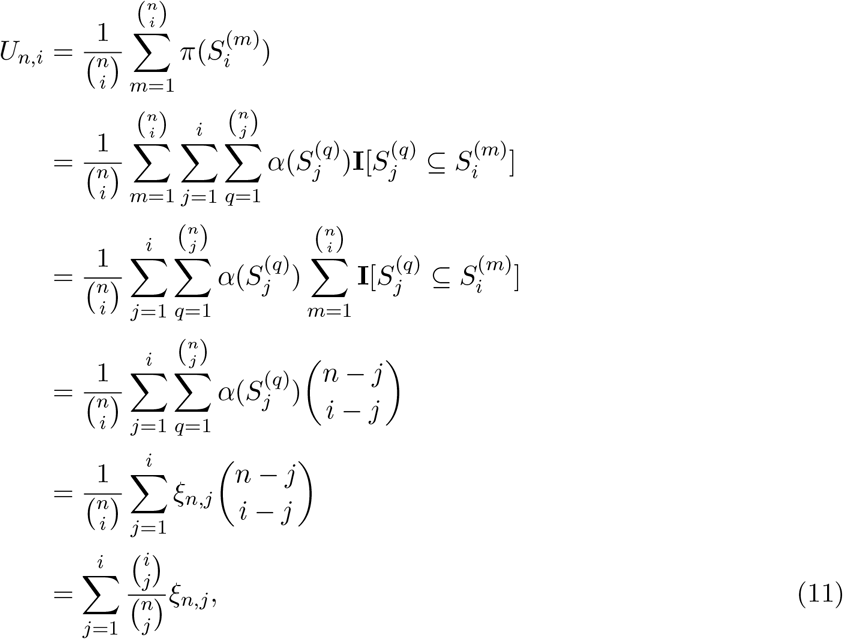 U_{n,i} = \frac{1}{\binom{n}{i}} \sum_{m=1}^{\binom{n}{i}} \pi(S_i^{(m)})
= \frac{1}{\binom{n}{i}} \sum_{m=1}^{\binom{n}{i}} \sum_{j=1}^{i} \sum_{q=1}^{\binom{n}{j}} \alpha(S_j^{(q)}) \mathbf{I}[S_j^{(q)} \subseteq S_i^{(m)}]
= \frac{1}{\binom{n}{i}} \sum_{j=1}^{i} \sum_{q=1}^{\binom{n}{j}} \alpha(S_j^{(q)}) \sum_{m=1}^{\binom{n}{i}} \mathbf{I}[S_j^{(q)} \subseteq S_i^{(m)}]
= \frac{1}{\binom{n}{i}} \sum_{j=1}^{i} \sum_{q=1}^{\binom{n}{j}} \alpha(S_j^{(q)}) \binom{n-j}{i-j}
= \frac{1}{\binom{n}{i}} \sum_{j=1}^{i} \xi_{n,j} \binom{n-j}{i-j}
= \sum_{j=1}^{i} \frac{\binom{i}{j}}{\binom{n}{j}} \xi_{n,j}, (11)